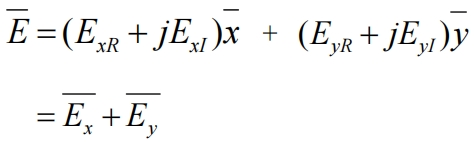 E̅ = (E_xR + jE_xI)x̅ + (E_yR + jE_yI)y̅
= E̅_x̅ + E̅_y̅